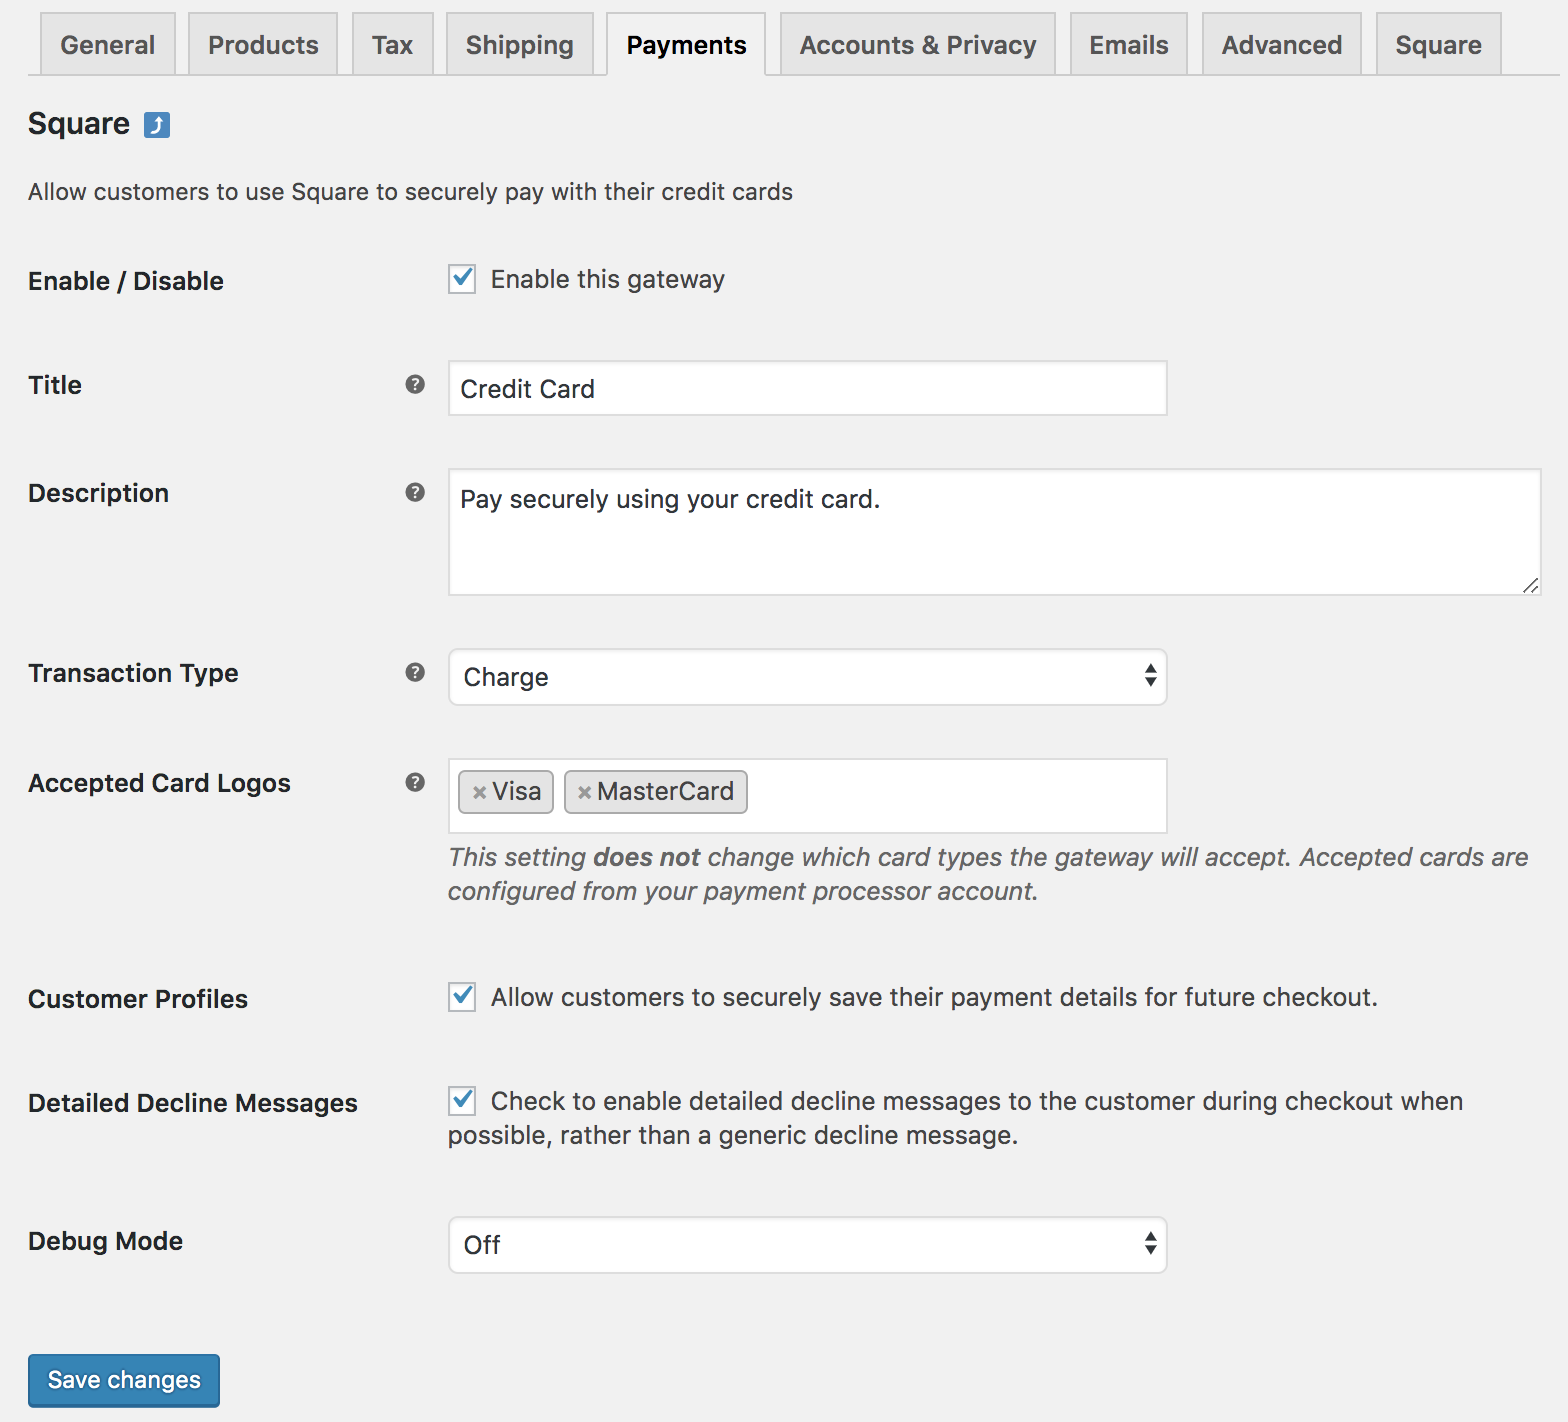 General Products Tax Shipping Payments Accounts & Privacy Emails Advanced Square
Square
Allow customers to use Square to securely pay with their credit cards
Enable / Disable Enable this gateway
Title Credit Card
Description Pay securely using your credit card.
Transaction Type Charge
Accepted Card Logos × Visa × MasterCard
This setting does not change which card types the gateway will accept. Accepted cards are
configured from your payment processor account.
Customer Profiles Allow customers to securely save their payment details for future checkout.
Detailed Decline Messages Check to enable detailed decline messages to the customer during checkout when
possible, rather than a generic decline message.
Debug Mode Off
Save changes